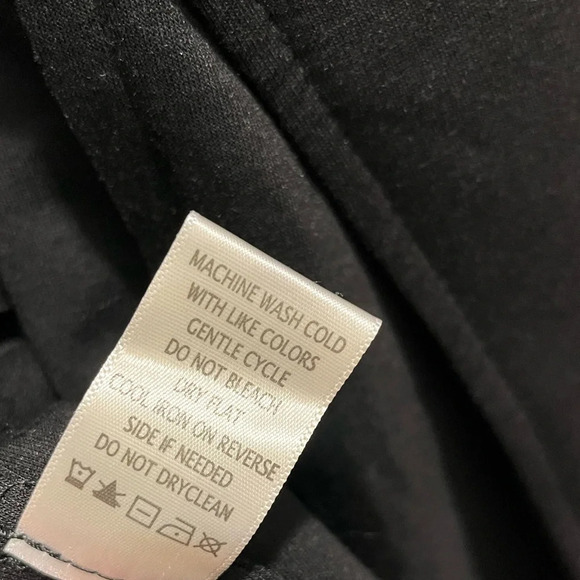 MACHINE WASH COLD
WITH LIKE COLORS
GENTLE CYCLE
DO NOT BLEACH
DRY FLAT
COOL IRON ON REVERSE
SIDE IF NEEDED
DO NOT DRYCLEAN